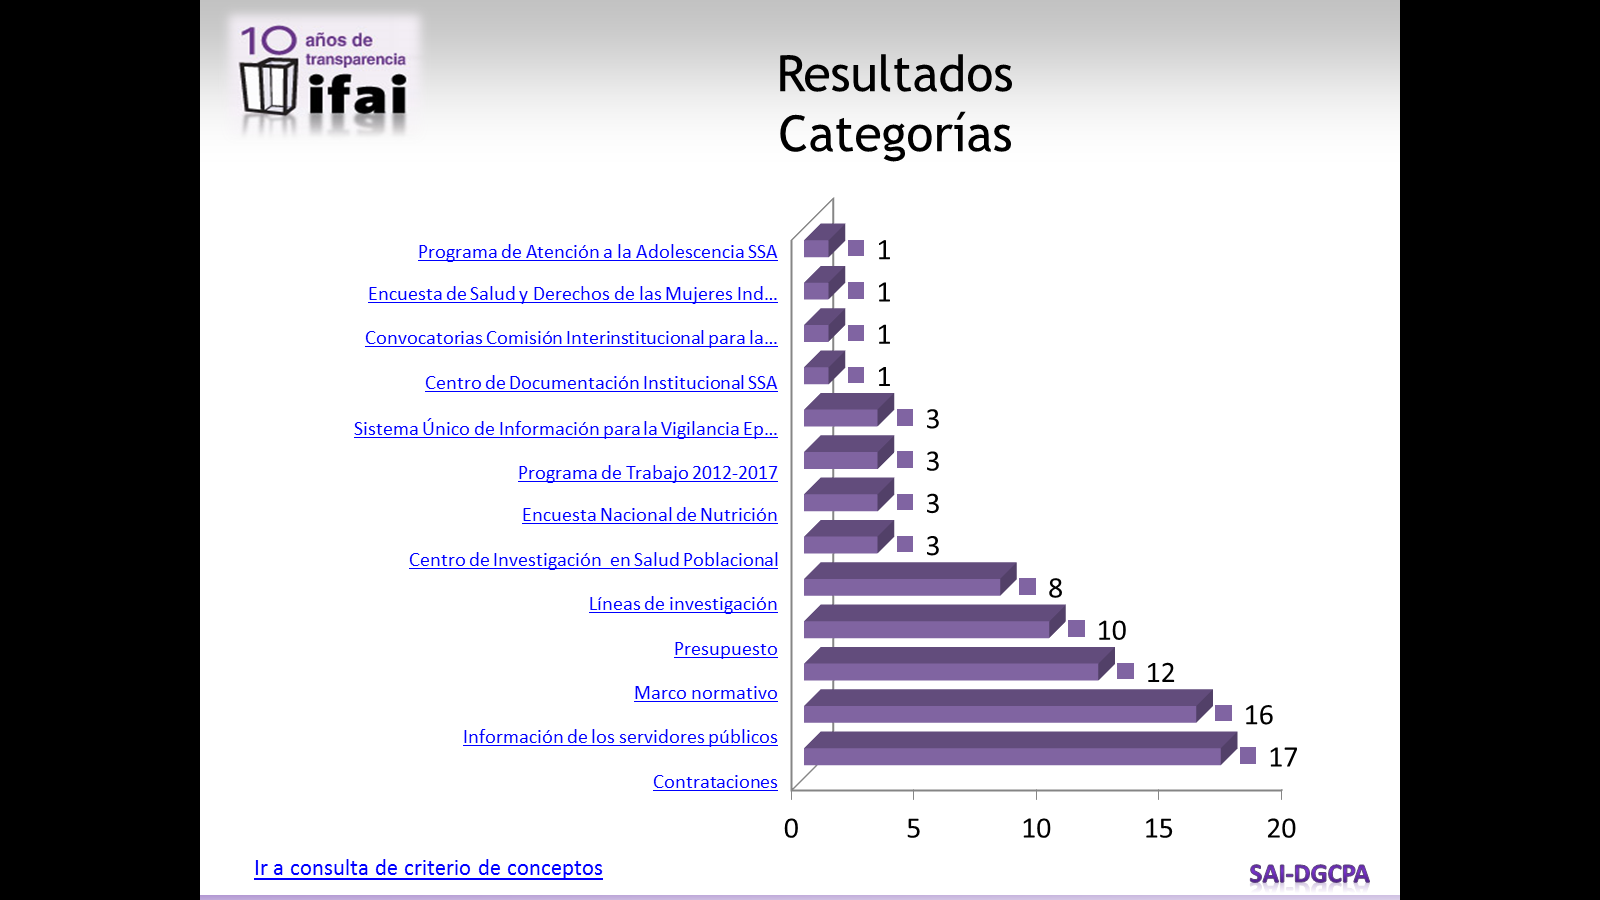 10 años de
transparencia
ifai
Resultados
Categorías
Programa de Atención a la Adolescencia SSA 1
Encuesta de Salud y Derechos de las Mujeres Ind... 1
Convocatorias Comisión Interinstitucional para la... 1
Centro de Documentación Institucional SSA 1
Sistema Único de Información para la Vigilancia Ep... 3
Programa de Trabajo 2012-2017 3
Encuesta Nacional de Nutrición 3
Centro de Investigación en Salud Poblacional 3
Líneas de investigación 8
Presupuesto 10
Marco normativo 12
Información de los servidores públicos 16
Contrataciones 17
0 5 10 15 20
Ir a consulta de criterio de conceptos
SAI-DGCPA